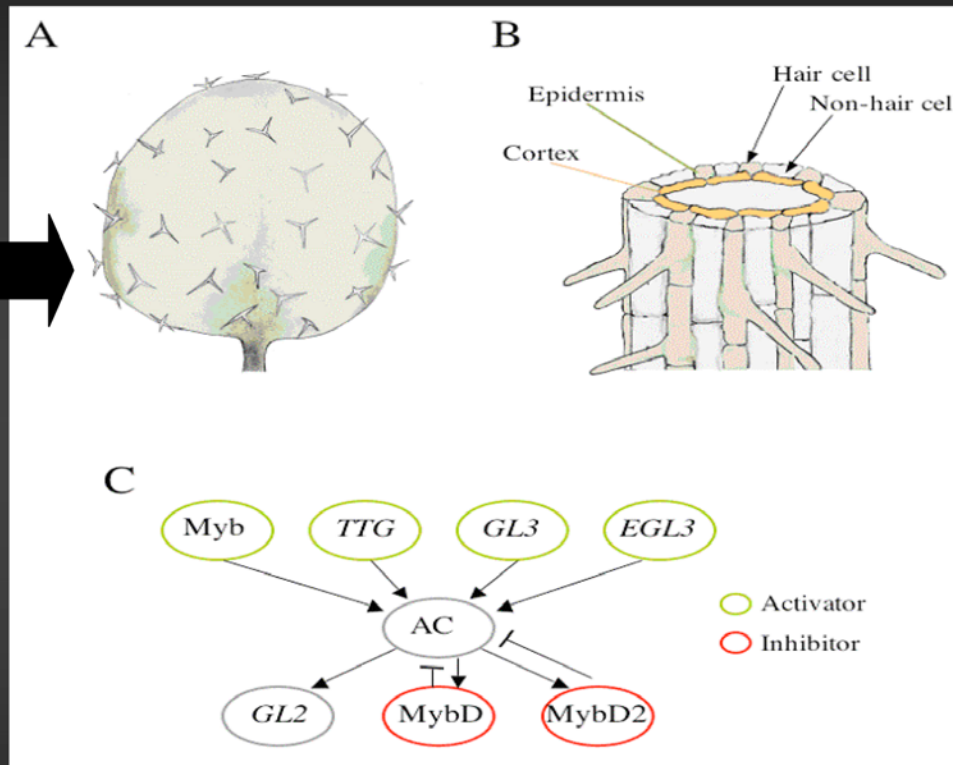 A
B
Hair cell
Epidermis
Non-hair cel
Cortex
C
Myb
TTG
GL3
EGL3
AC
Activator
Inhibitor
GL2
MybD
MybD2